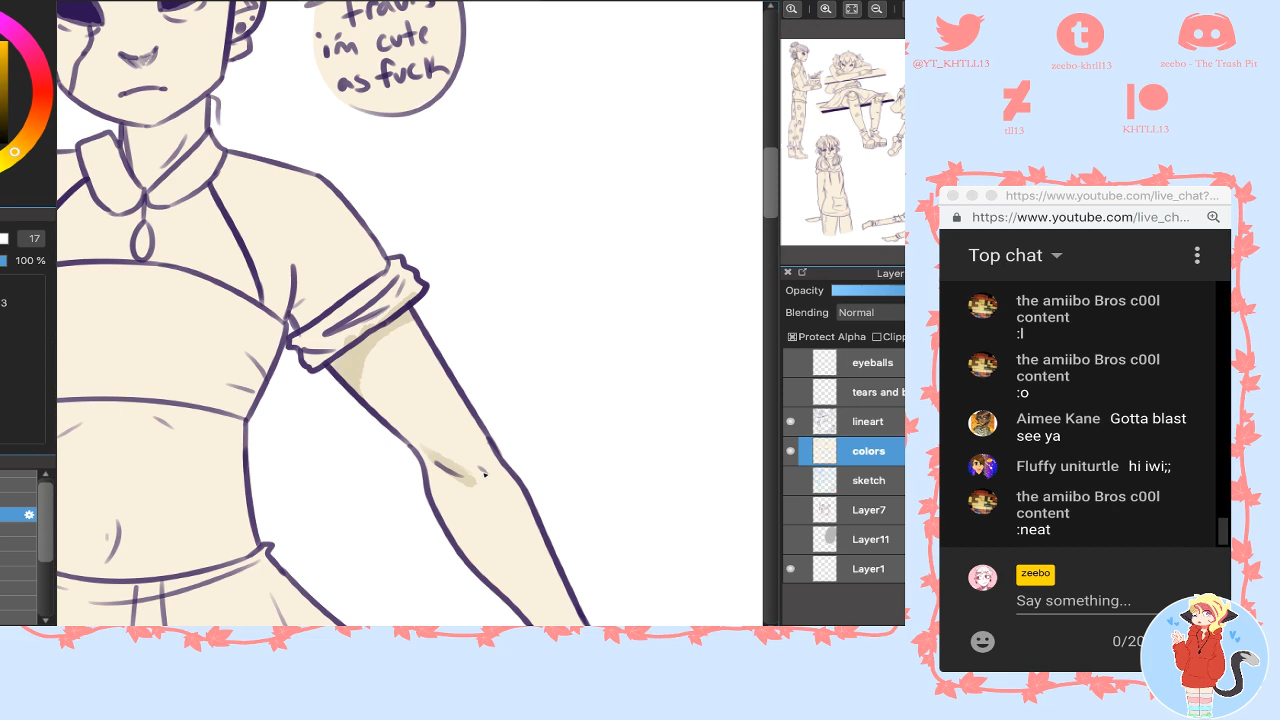 im cute
as fuck
17
100 %
3
Layer
Opacity
Blending
Normal
Protect Alpha
Clipp
eyeballs
tears and b
lineart
colors
sketch
Layer7
Layer11
Layer1
@YT_KHTLL13
zeebo-khtll13
zeebo - The Trash Pit
tll13
KHTLL13
https://www.youtube.com/live_chat?...
https://www.youtube.com/live_ch...
Top chat
the amiibo Bros c00l
content
:l
the amiibo Bros c00l
content
:o
Aimee Kane Gotta blast
see ya
Fluffy uniturtle hi iwi;;
the amiibo Bros c00l
content
:neat
zeebo
Say something...
0/20